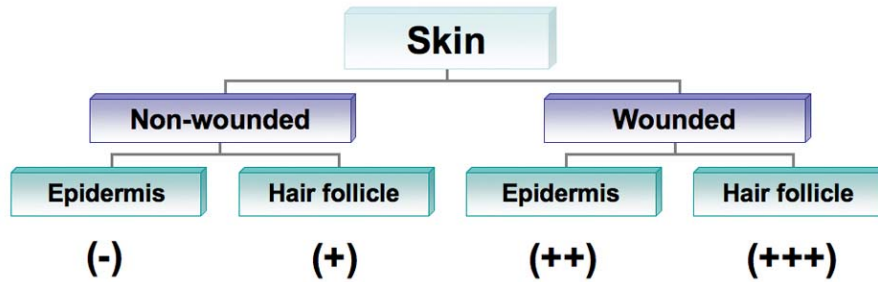 Skin
Non-wounded Wounded
Epidermis Hair follicle Epidermis Hair follicle
(-) (+) (++) (+++)